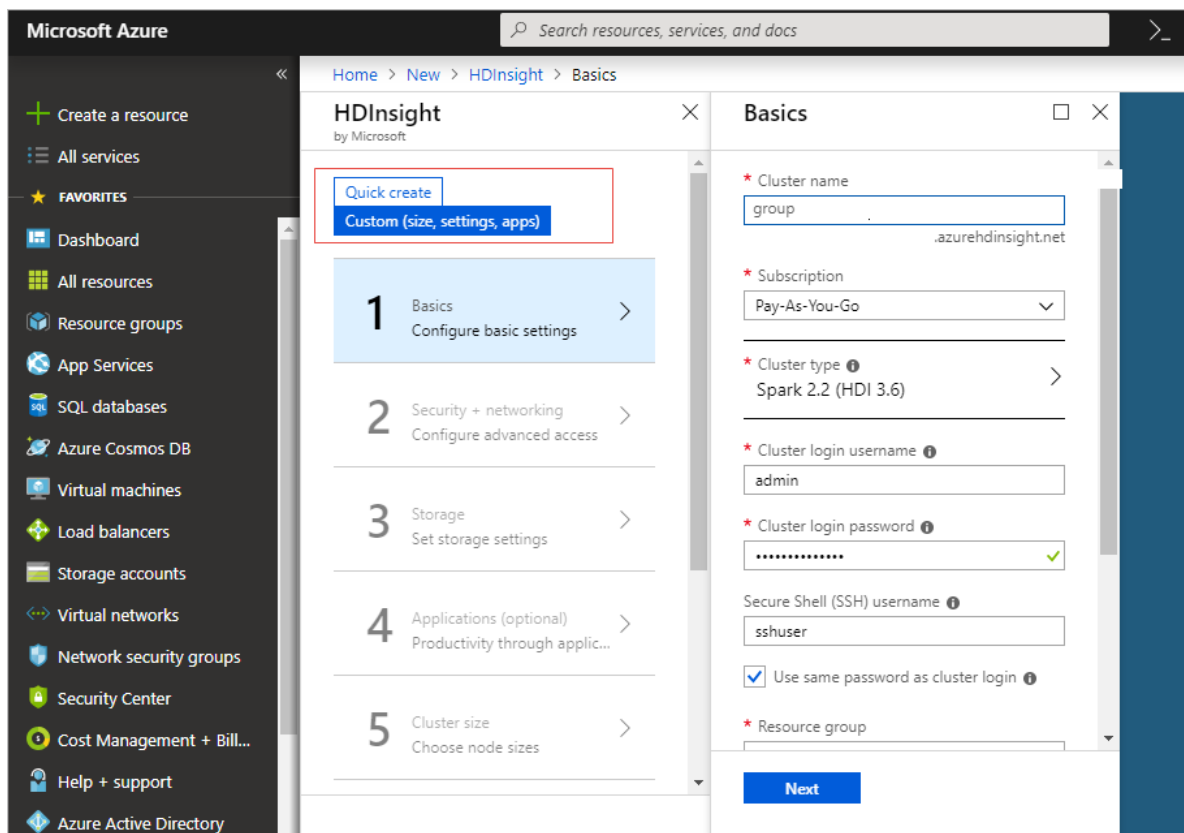 Microsoft Azure
Search resources, services, and docs
Create a resource
All services
FAVORITES
Dashboard
All resources
Resource groups
App Services
SQL databases
Azure Cosmos DB
Virtual machines
Load balancers
Storage accounts
Virtual networks
Network security groups
Security Center
Cost Management + Bill...
Help + support
Azure Active Directory
Home > New > HDInsight > Basics
HDInsight
by Microsoft
Quick create
Custom (size, settings, apps)
1
Basics
Configure basic settings
2
Security + networking
Configure advanced access
3
Storage
Set storage settings
4
Applications (optional)
Productivity through applic...
5
Cluster size
Choose node sizes
Basics
* Cluster name
group
.azurehdinsight.net
* Subscription
Pay-As-You-Go
* Cluster type
Spark 2.2 (HDI 3.6)
* Cluster login username
admin
* Cluster login password
••••••••••••••
Secure Shell (SSH) username
sshuser
Use same password as cluster login
* Resource group
Next